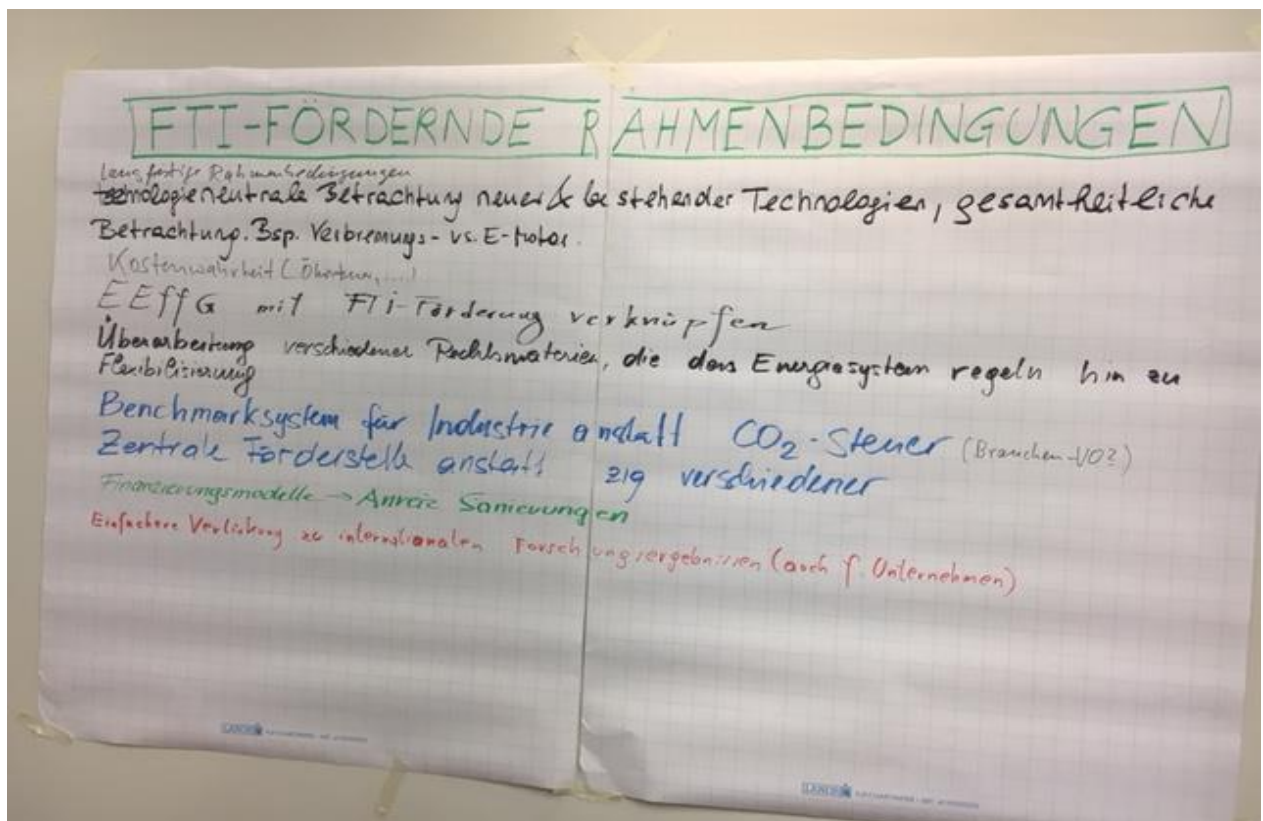 FTI-FÖRDERNDE RAHMENBEDINGUNGEN
Langfristige Rahmenbedingungen
technologieneutrale Betrachtung neuer & bestehender Technologien, gesamtheitliche
Betrachtung. Bsp. Verbrennungs- vs. E-Motor.
Kostenwahrheit (
EEffG mit FTI-Förderung verknüpfen
Überarbeitung verschiedener Rechtsmaterien, die das Energiesystem regeln hin zu
Flexibilisierung
Benchmarksystem für Industrie anstatt CO2-Steuer (Branchen-VO?)
Zentrale Förderstelle anstatt zig verschiedener
Finanzierungsmodelle → Anreiz Sanierungen
Einfachere Verlinkung zu internationalen Forschungsergebnissen (auch f. Unternehmen)
LANDRÉ
LANDRÉ